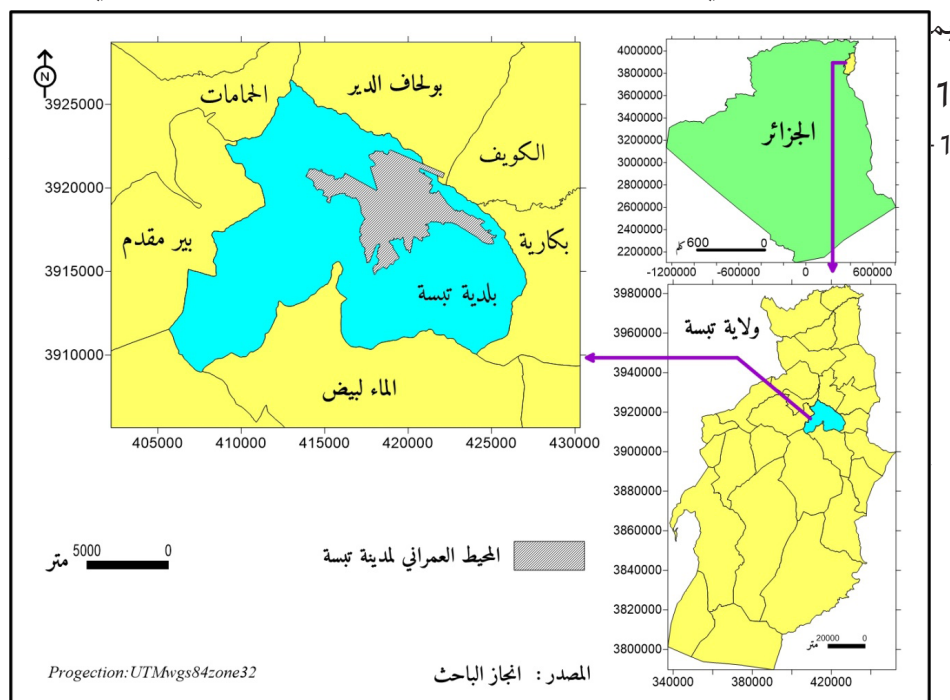 N
بولحاف الدير
الحمامات
الكويف
بير مقدم
بكارية
بلدية تبسة
الماء لبيض
3925000
3920000
3915000
3910000
405000 410000 415000 420000 425000 430000
5000 0
متر
المحيط العمراني لمدينة تبسة
Progection:UTMwgs84zone32
المصدر : انجاز الباحث
4000000
3800000
3600000
3400000
3200000
3000000
2800000
2600000
2400000
2200000
الجزائر
600 0
كم
-1200000 -600000 0 600000
3980000
3960000
3940000
3920000
3900000
3880000
3860000
3840000
3820000
3800000
ولاية تبسة
20000 0
متر
340000 380000 420000